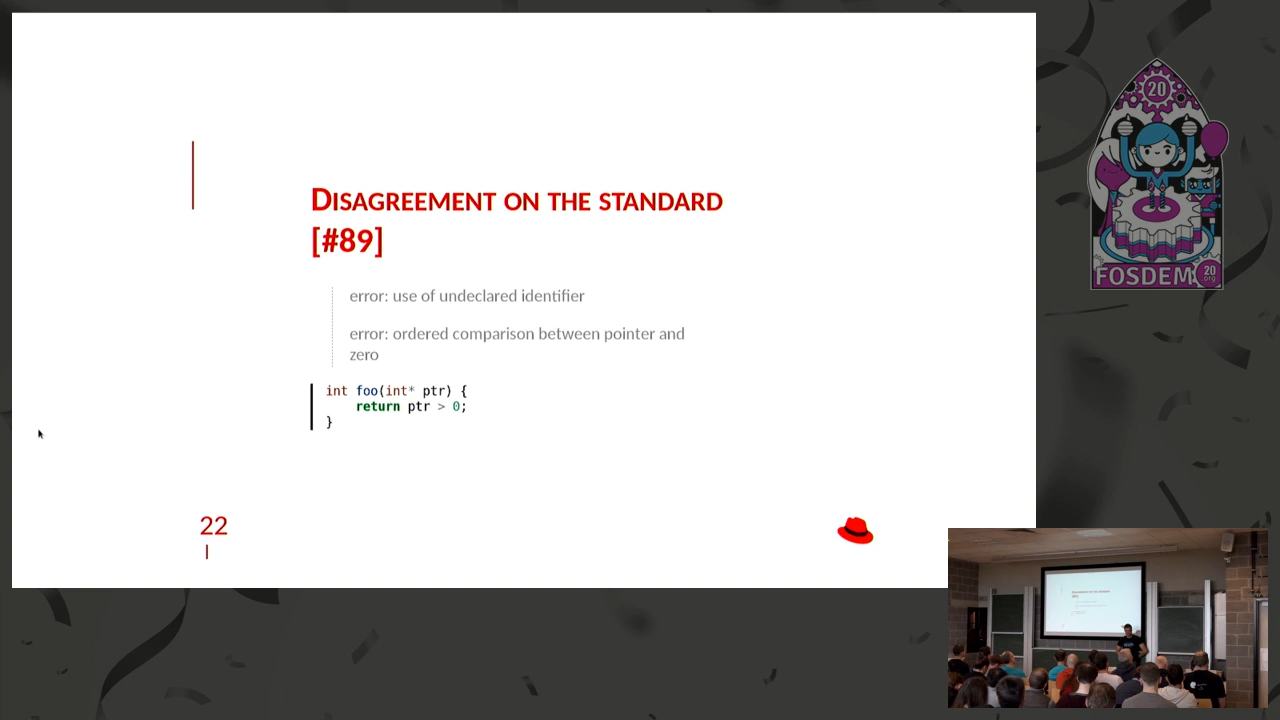 DISAGREEMENT ON THE STANDARD
[#89]
error: use of undeclared identifier
error: ordered comparison between pointer and
zero
int foo(int* ptr) {
return ptr > 0;
}
22
20
FOSDEM
20
.org